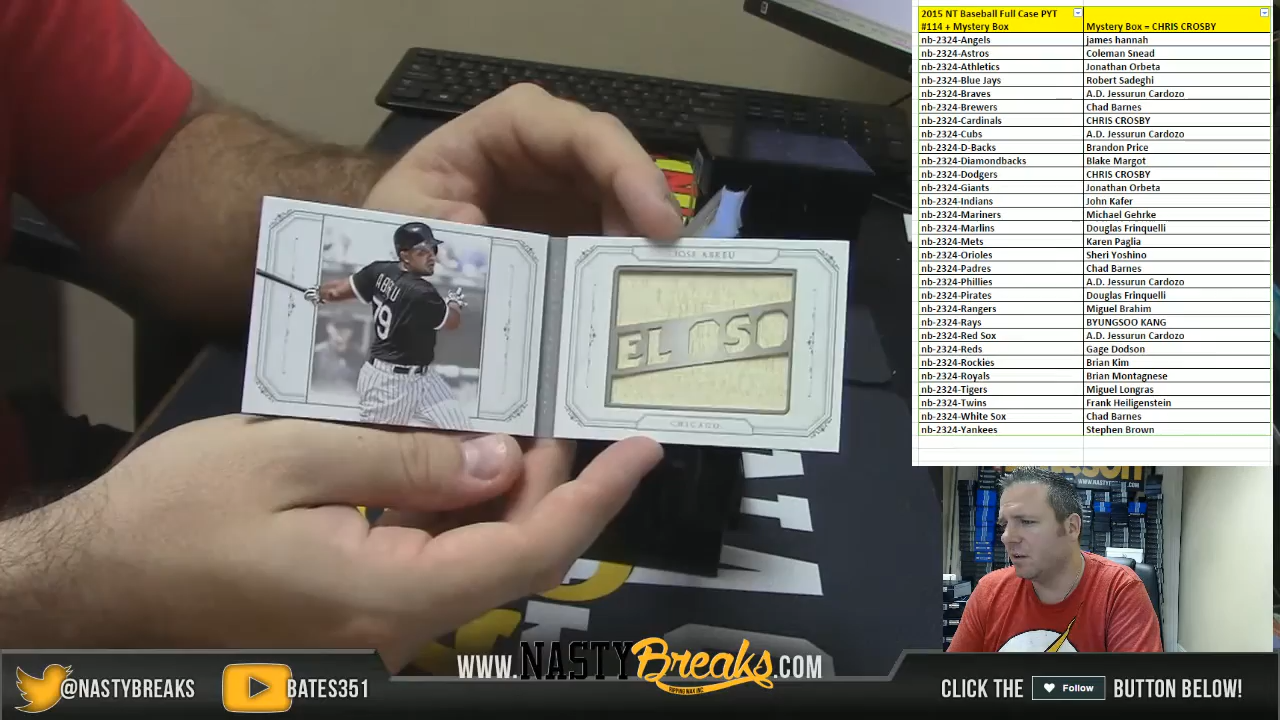 2015 NT Baseball Full Case PYT
#114 + Mystery Box Mystery Box = CHRIS CROSBY
nb-2324-Angels james hannah
nb-2324-Astros Coleman Snead
nb-2324-Athletics Jonathan Orbeta
nb-2324-Blue Jays Robert Sadeghi
nb-2324-Braves A.D. Jessurun Cardozo
nb-2324-Brewers Chad Barnes
nb-2324-Cardinals CHRIS CROSBY
nb-2324-Cubs A.D. Jessurun Cardozo
nb-2324-D-Backs Brandon Price
nb-2324-Diamondbacks Blake Margot
nb-2324-Dodgers CHRIS CROSBY
nb-2324-Giants Jonathan Orbeta
nb-2324-Indians John Kafer
nb-2324-Mariners Michael Gehrke
nb-2324-Marlins Douglas Frinquelli
nb-2324-Mets Karen Paglia
nb-2324-Orioles Sheri Yoshino
nb-2324-Padres Chad Barnes
nb-2324-Phillies A.D. Jessurun Cardozo
nb-2324-Pirates Douglas Frinquelli
nb-2324-Rangers Miguel Brahim
nb-2324-Rays BYUNGSOO KANG
nb-2324-Red Sox A.D. Jessurun Cardozo
nb-2324-Reds Gage Dodson
nb-2324-Rockies Brian Kim
nb-2324-Royals Brian Montagnese
nb-2324-Tigers Miguel Longras
nb-2324-Twins Frank Heiligenstein
nb-2324-White Sox Chad Barnes
nb-2324-Yankees Stephen Brown
JOSE ABREU
ABREU
79
EL OSO
CHICAGO
@NASTYBREAKS
BATES351
WWW.NASTYBreaks.COM
RIPPING WAX INC.
CLICK THE Follow BUTTON BELOW!